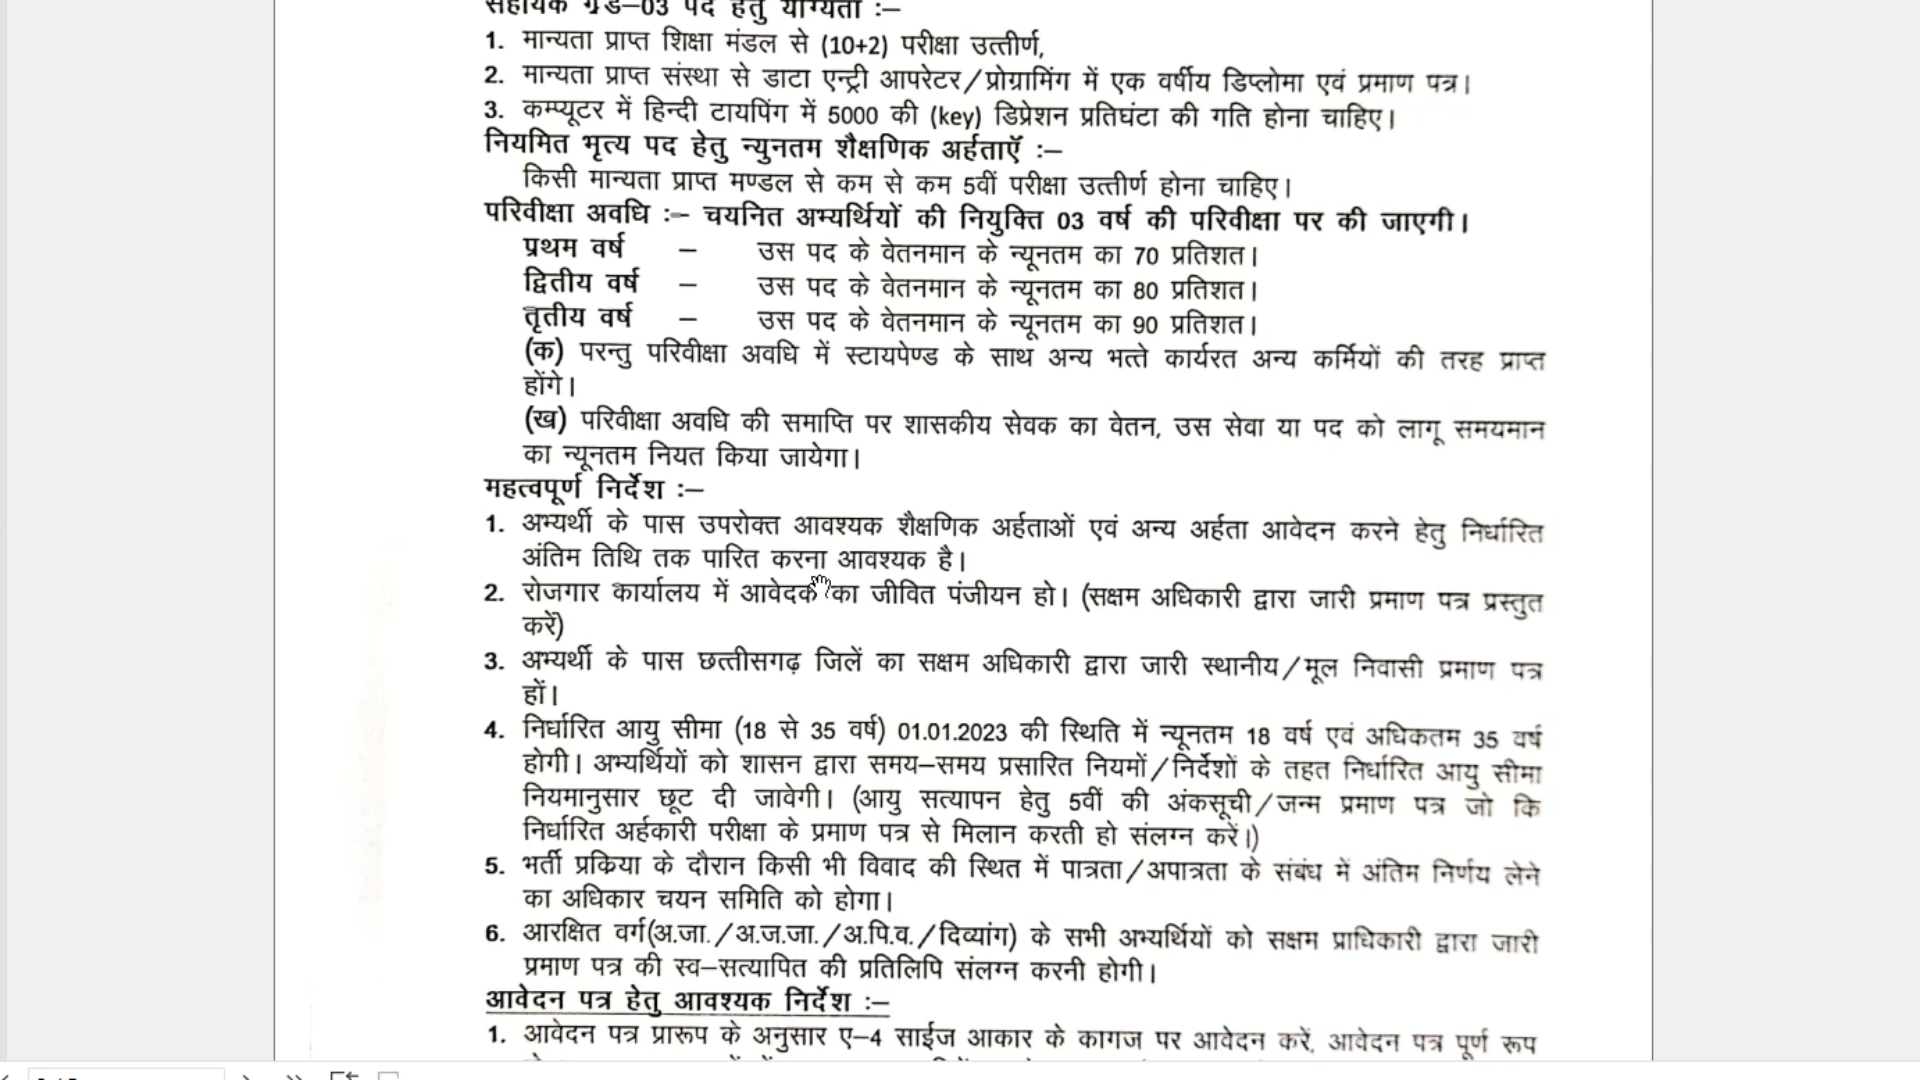 सहायक ग्रेड–03 पद हेतु योग्यता :–
1. मान्यता प्राप्त शिक्षा मंडल से (10+2) परीक्षा उत्तीर्ण,
2. मान्यता प्राप्त संस्था से डाटा एन्ट्री आपरेटर/प्रोग्रामिंग में एक वर्षीय डिप्लोमा एवं प्रमाण पत्र।
3. कम्प्यूटर में हिन्दी टायपिंग में 5000 की (key) डिप्रेशन प्रतिघंटा की गति होना चाहिए।
नियमित भृत्य पद हेतु न्युनतम शैक्षणिक अर्हताऍ :–
किसी मान्यता प्राप्त मण्डल से कम से कम 5वीं परीक्षा उत्तीर्ण होना चाहिए।
परिवीक्षा अवधि :– चयनित अभ्यर्थियों की नियुक्ति 03 वर्ष की परिवीक्षा पर की जाएगी।
प्रथम वर्ष – उस पद के वेतनमान के न्यूनतम का 70 प्रतिशत।
द्वितीय वर्ष – उस पद के वेतनमान के न्यूनतम का 80 प्रतिशत।
तृतीय वर्ष – उस पद के वेतनमान के न्यूनतम का 90 प्रतिशत।
(क) परन्तु परिवीक्षा अवधि में स्टायपेण्ड के साथ अन्य भत्ते कार्यरत अन्य कर्मियों की तरह प्राप्त
होंगे।
(ख) परिवीक्षा अवधि की समाप्ति पर शासकीय सेवक का वेतन, उस सेवा या पद को लागू समयमान
का न्यूनतम नियत किया जायेगा।
महत्वपूर्ण निर्देश :–
1. अभ्यर्थी के पास उपरोक्त आवश्यक शैक्षणिक अर्हताओं एवं अन्य अर्हता आवेदन करने हेतु निर्धारित
अंतिम तिथि तक पारित करना आवश्यक है।
2. रोजगार कार्यालय में आवेदक का जीवित पंजीयन हो। (सक्षम अधिकारी द्वारा जारी प्रमाण पत्र प्रस्तुत
करें)
3. अभ्यर्थी के पास छत्तीसगढ़ जिलें का सक्षम अधिकारी द्वारा जारी स्थानीय/मूल निवासी प्रमाण पत्र
हों।
4. निर्धारित आयु सीमा (18 से 35 वर्ष) 01.01.2023 की स्थिति में न्यूनतम 18 वर्ष एवं अधिकतम 35 वर्ष
होगी। अभ्यर्थियों को शासन द्वारा समय–समय प्रसारित नियमों/निर्देशों के तहत निर्धारित आयु सीमा
नियमानुसार छूट दी जावेगी। (आयु सत्यापन हेतु 5वीं की अंकसूची/जन्म प्रमाण पत्र जो कि
निर्धारित अर्हकारी परीक्षा के प्रमाण पत्र से मिलान करती हो संलग्न करें।)
5. भर्ती प्रकिया के दौरान किसी भी विवाद की स्थित में पात्रता/अपात्रता के संबंध में अंतिम निर्णय लेने
का अधिकार चयन समिति को होगा।
6. आरक्षित वर्ग(अ.जा./अ.ज.जा./अ.पि.व./दिव्यांग) के सभी अभ्यर्थियों को सक्षम प्राधिकारी द्वारा जारी
प्रमाण पत्र की स्व–सत्यापित की प्रतिलिपि संलग्न करनी होगी।
आवेदन पत्र हेतु आवश्यक निर्देश :–
1. आवेदन पत्र प्रारूप के अनुसार ए–4 साईज आकार के कागज पर आवेदन करें, आवेदन पत्र पूर्ण रूप